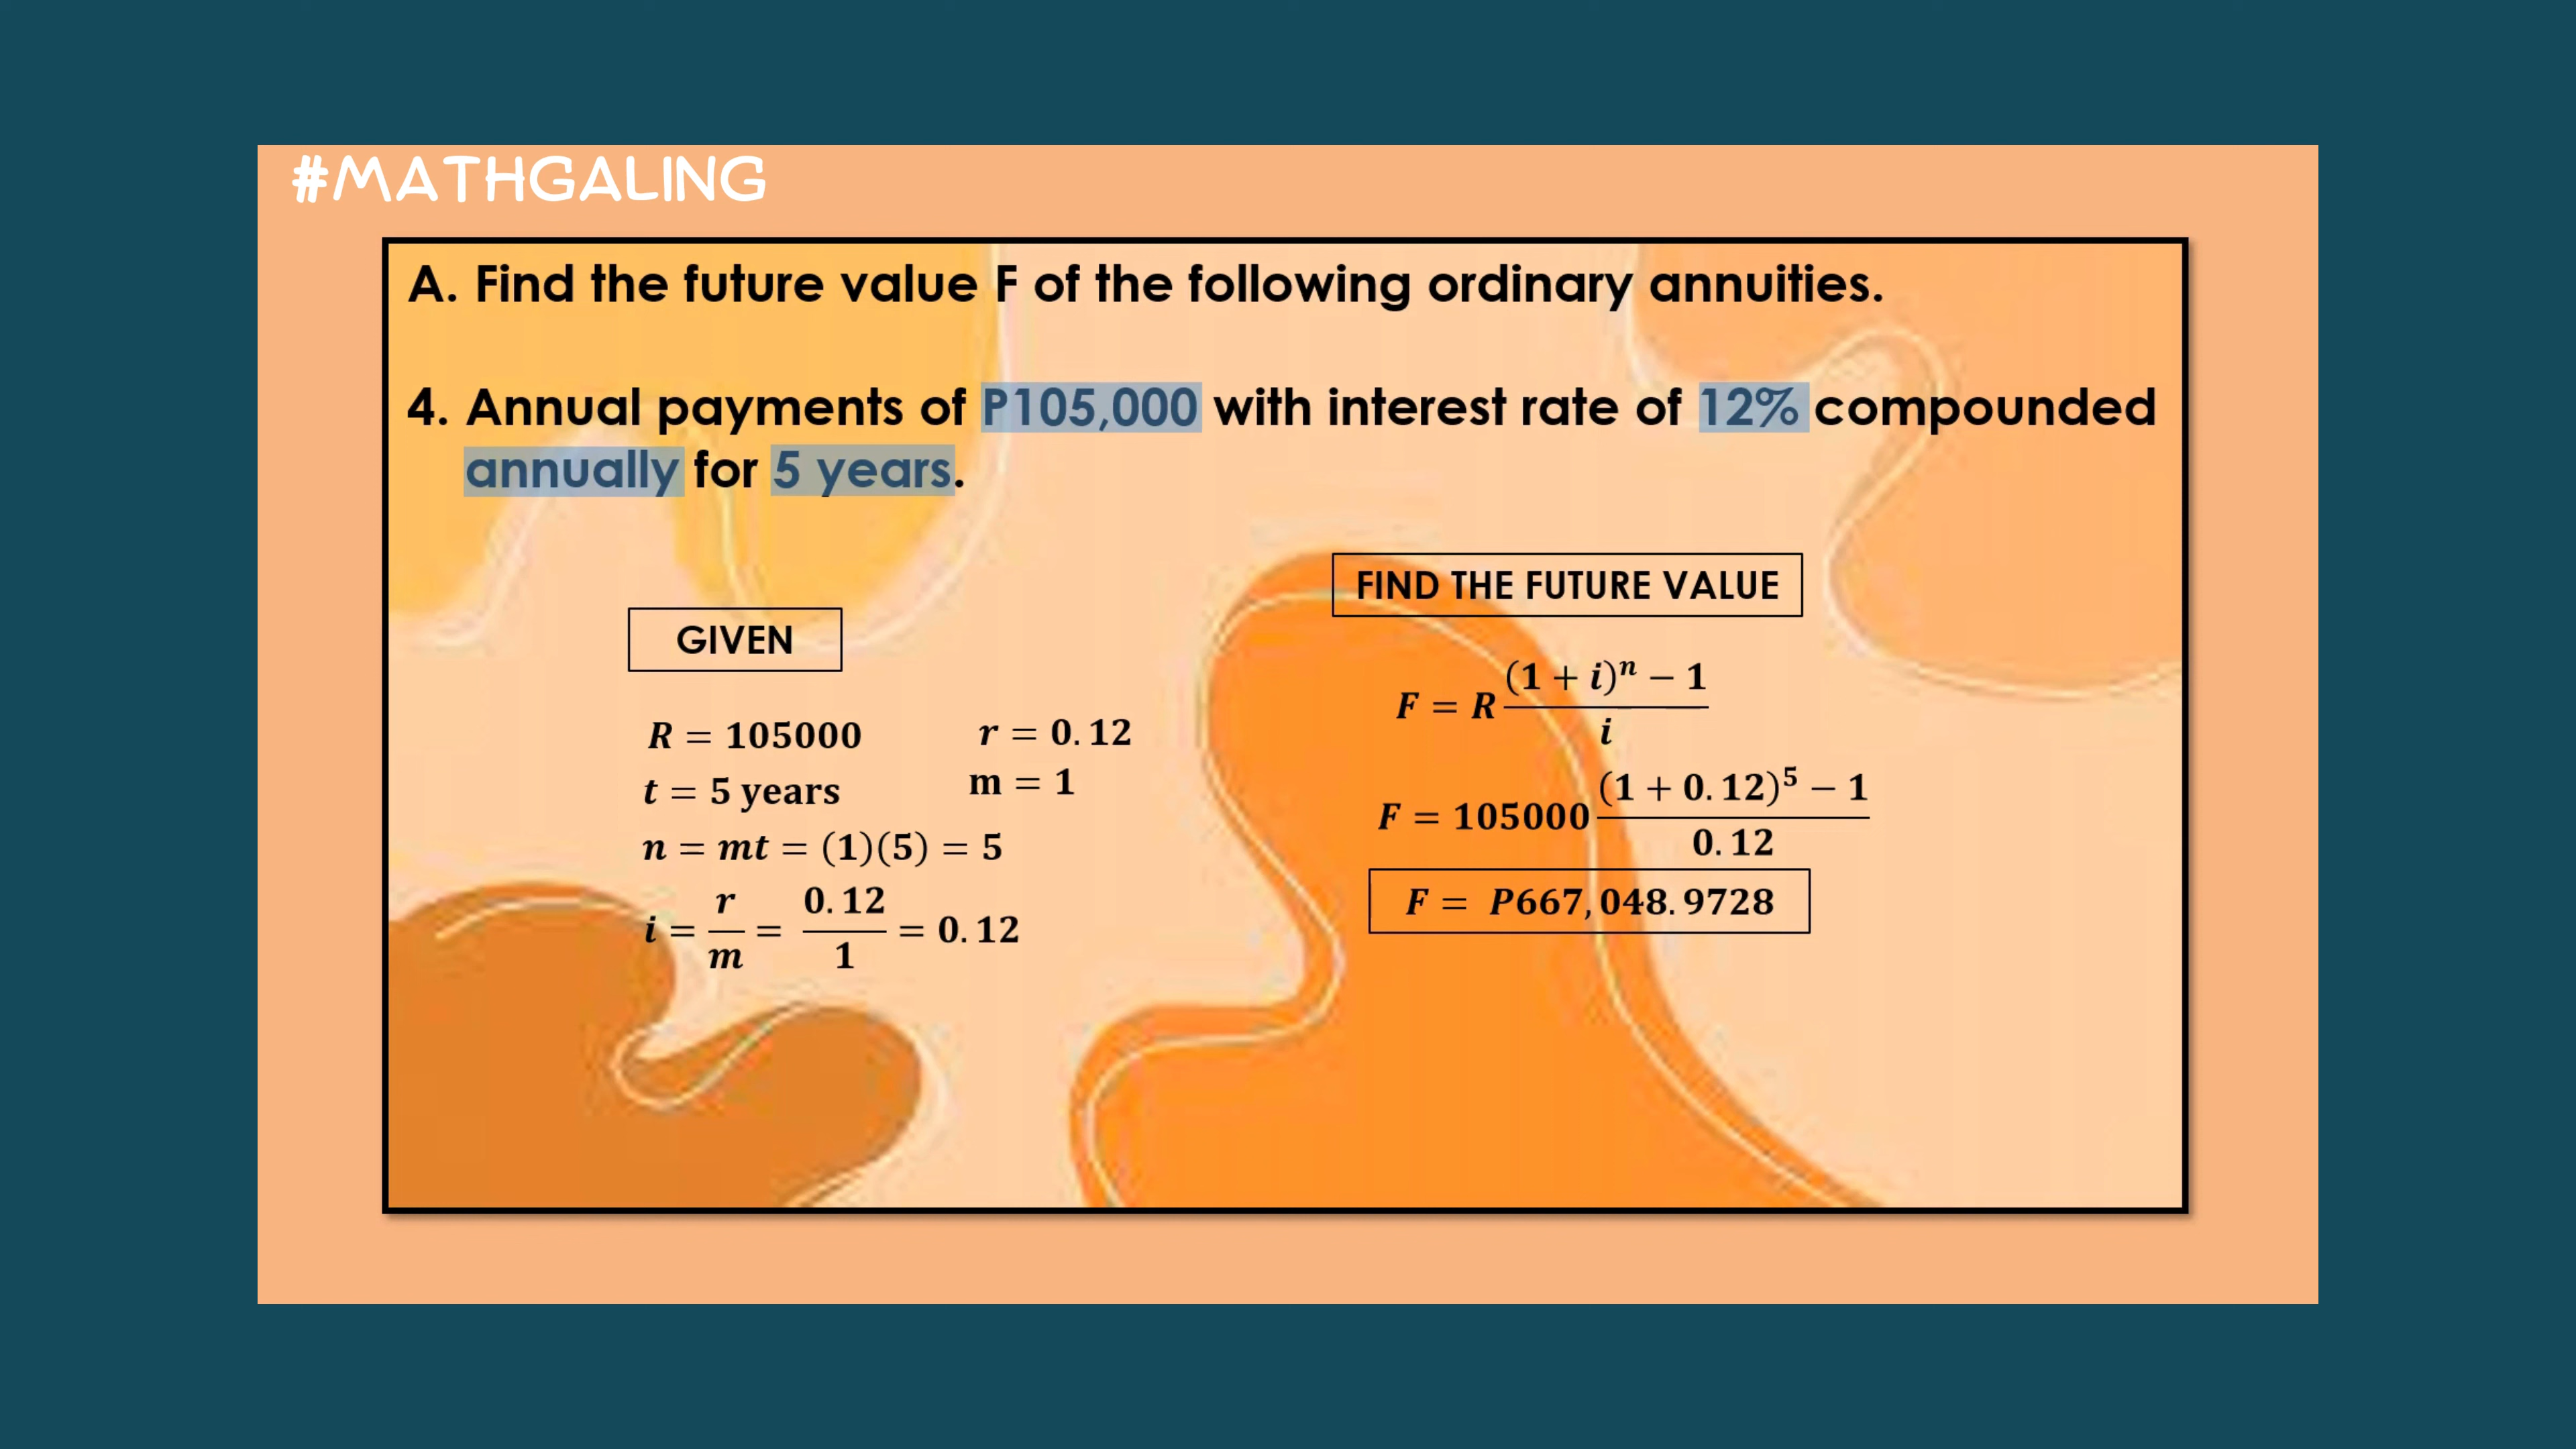 #MATHGALING
A. Find the future value F of the following ordinary annuities.
4. Annual payments of P105,000 with interest rate of 12% compounded
annually for 5 years.
GIVEN
R = 105000 r = 0.12
t = 5 years m = 1
n = mt = (1)(5) = 5
i = r/m = 0.12/1 = 0.12
FIND THE FUTURE VALUE
F = R ((1 + i)^n − 1)/i
F = 105000 ((1 + 0.12)^5 − 1)/0.12
F = P667,048.9728